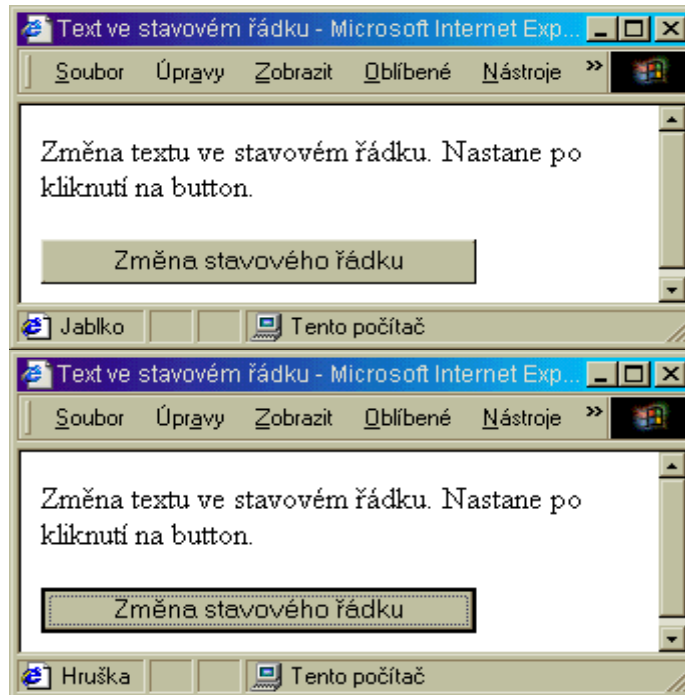 Text ve stavovém řádku - Microsoft Internet Exp...
Soubor Úpravy Zobrazit Oblíbené Nástroje »
Změna textu ve stavovém řádku. Nastane po
kliknutí na button.
Změna stavového řádku
Jablko Tento počítač
Text ve stavovém řádku - Microsoft Internet Exp...
Soubor Úpravy Zobrazit Oblíbené Nástroje »
Změna textu ve stavovém řádku. Nastane po
kliknutí na button.
Změna stavového řádku
Hruška Tento počítač